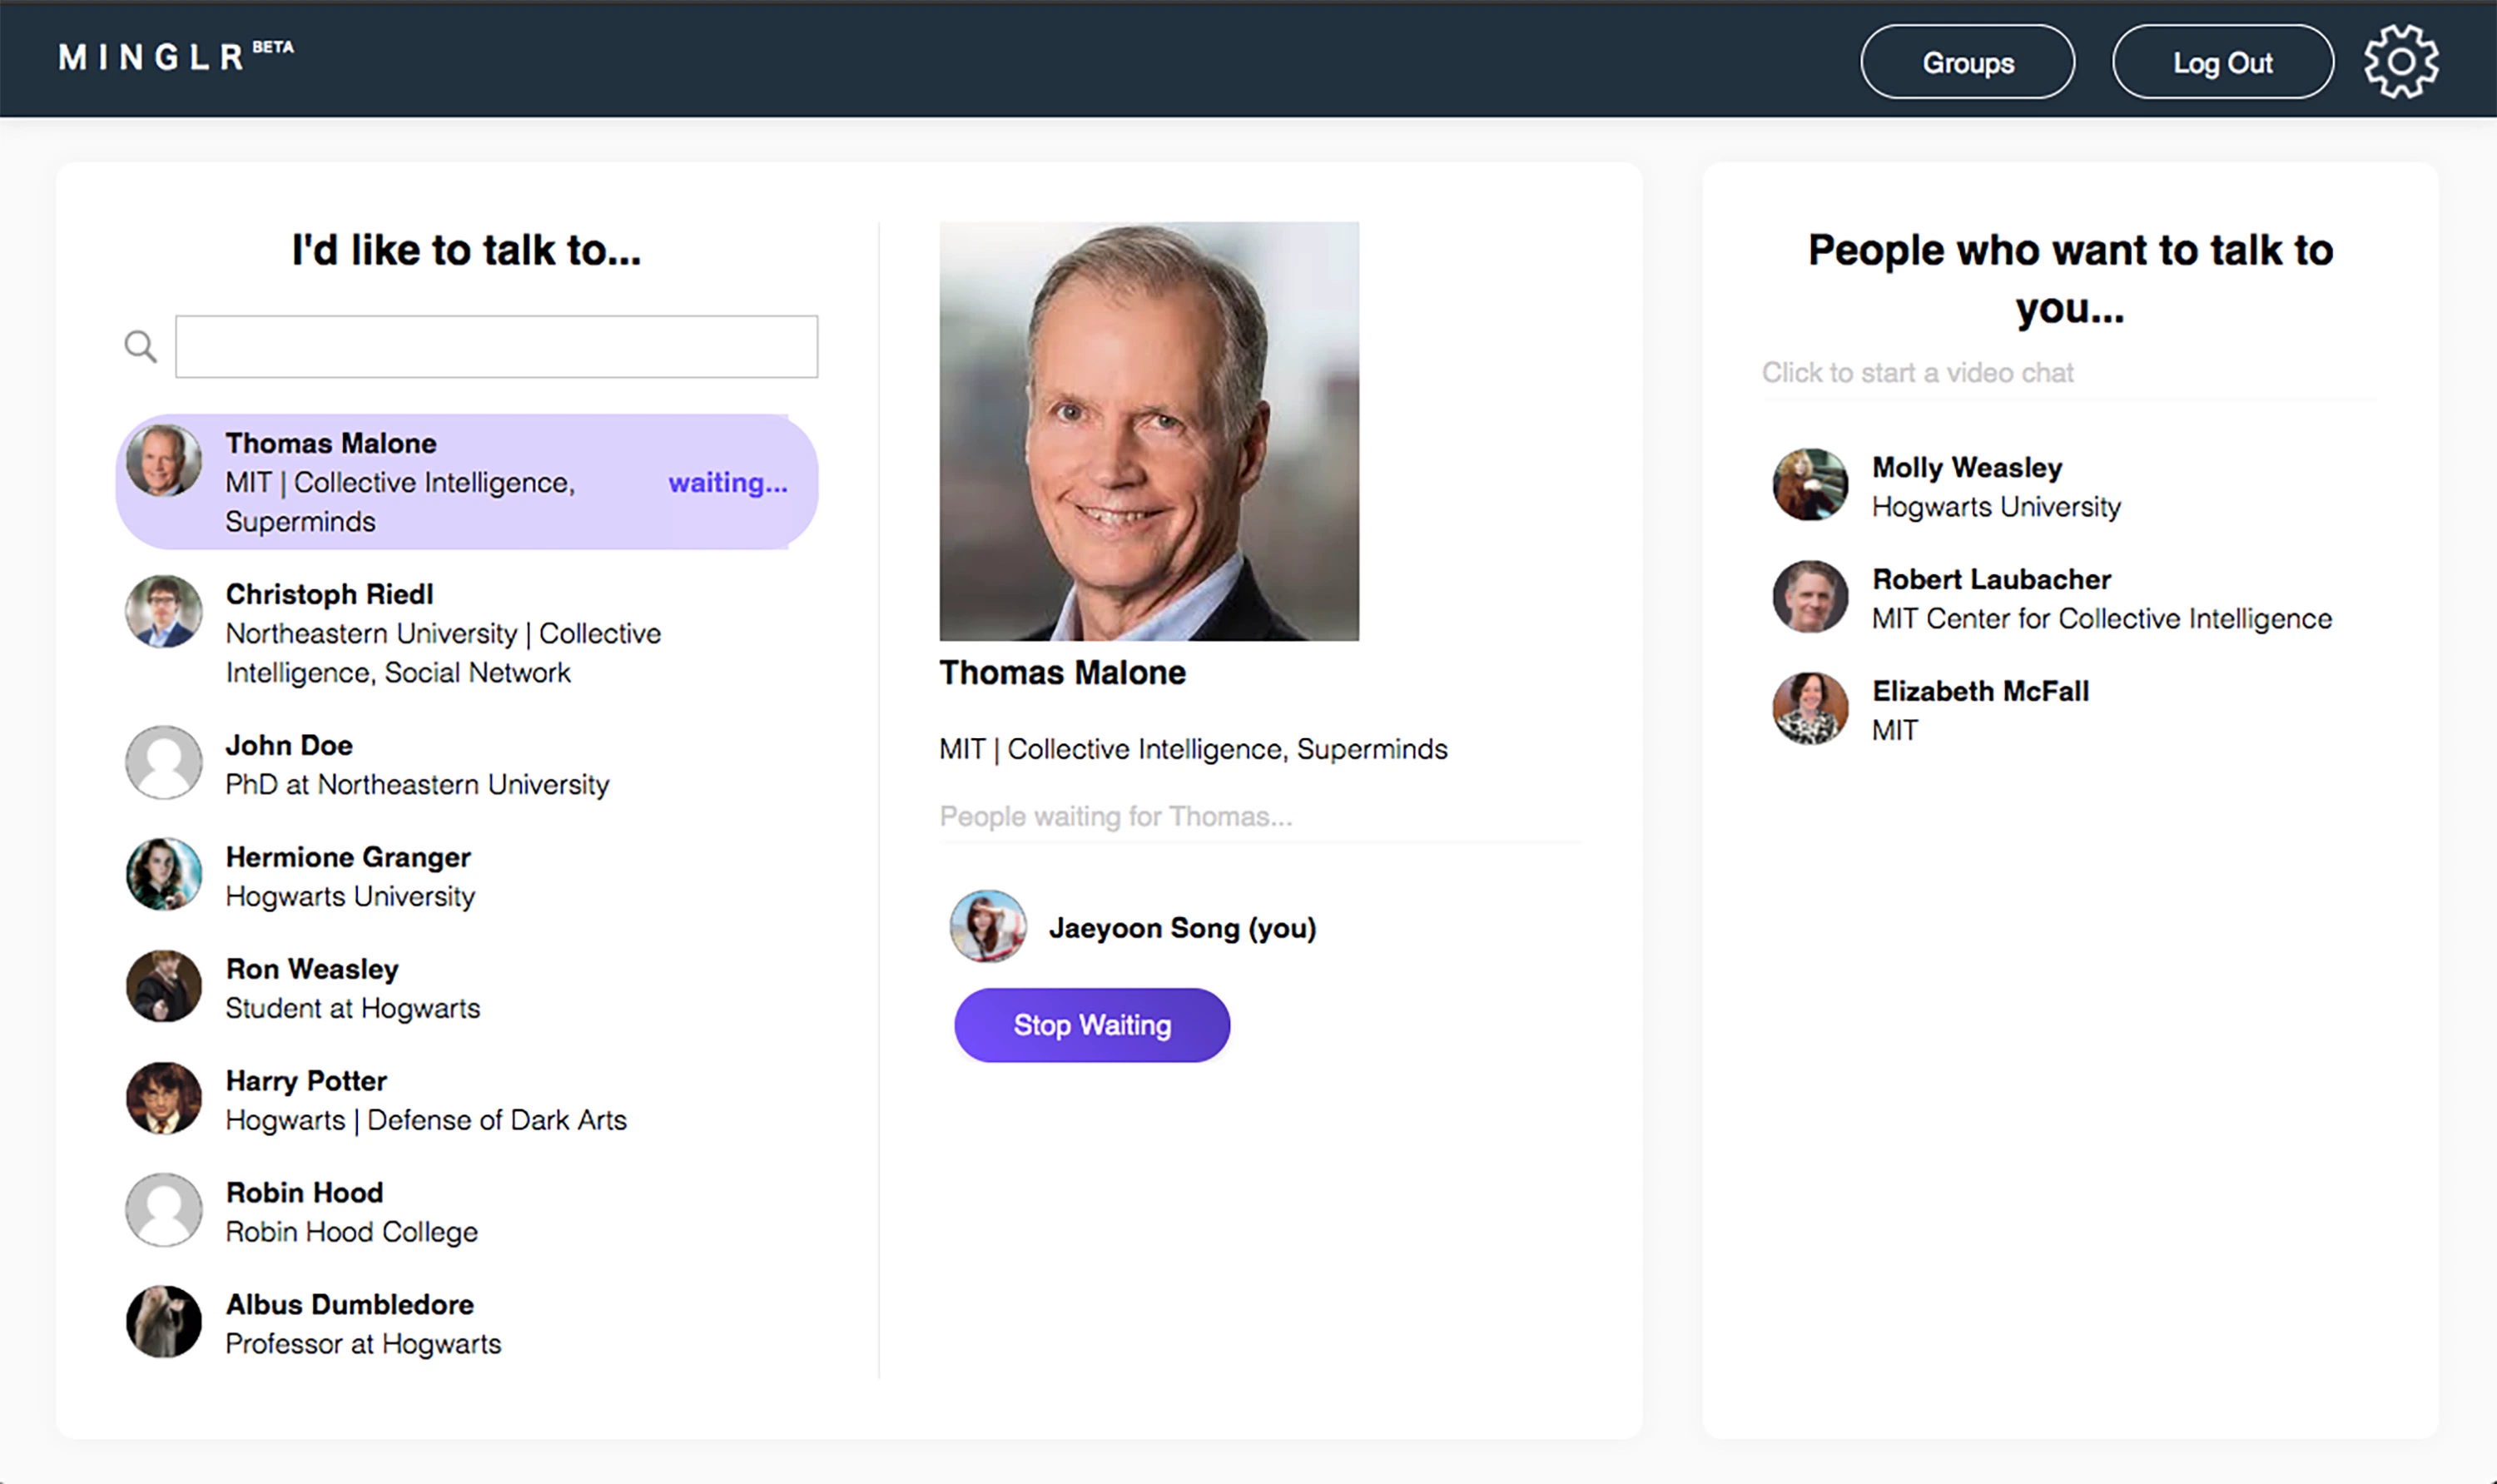 MINGLR BETA
Groups
Log Out
I'd like to talk to...
Thomas Malone
MIT | Collective Intelligence,
Superminds
waiting...
Christoph Riedl
Northeastern University | Collective
Intelligence, Social Network
John Doe
PhD at Northeastern University
Hermione Granger
Hogwarts University
Ron Weasley
Student at Hogwarts
Harry Potter
Hogwarts | Defense of Dark Arts
Robin Hood
Robin Hood College
Albus Dumbledore
Professor at Hogwarts
Thomas Malone
MIT | Collective Intelligence, Superminds
People waiting for Thomas...
Jaeyoon Song (you)
Stop Waiting
People who want to talk to
you...
Click to start a video chat
Molly Weasley
Hogwarts University
Robert Laubacher
MIT Center for Collective Intelligence
Elizabeth McFall
MIT